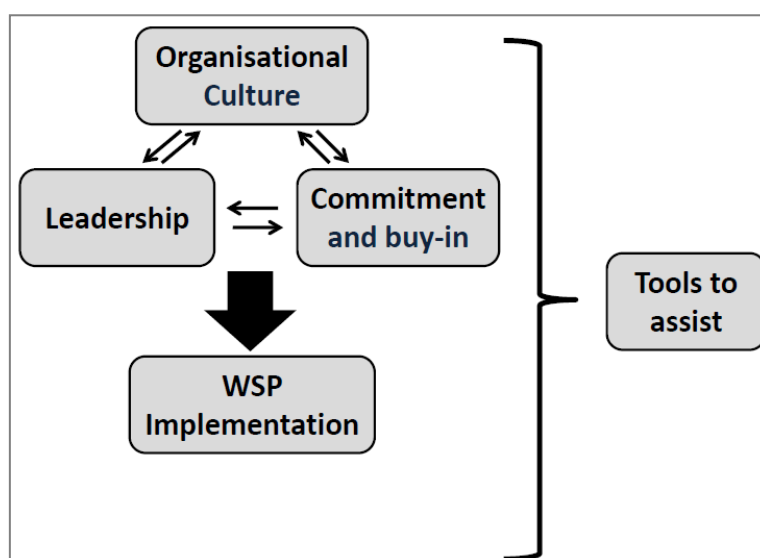 Organisational
Culture
Leadership
Commitment
and buy-in
WSP
Implementation
Tools to
assist